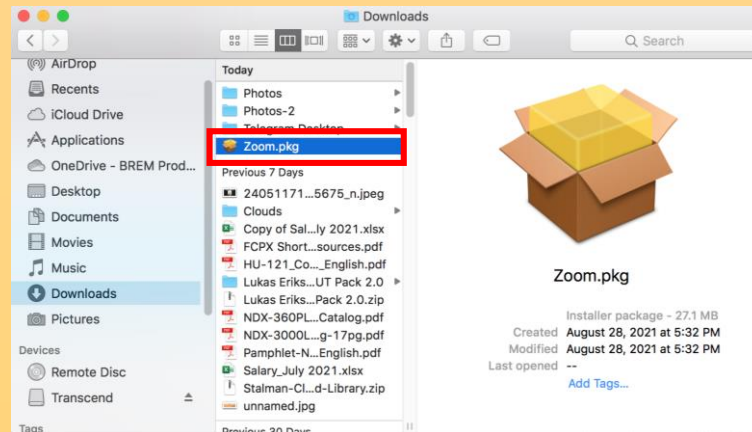 Downloads
Search
AirDrop
Recents
iCloud Drive
Applications
OneDrive - BREM Prod...
Desktop
Documents
Movies
Music
Downloads
Pictures
Devices
Remote Disc
Transcend
Tags
Today
Photos
Photos-2
Telegram Desktop
Zoom.pkg
Previous 7 Days
24051171...5675_n.jpeg
Clouds
Copy of Sal...ly 2021.xlsx
FCPX Short...sources.pdf
HU-121_Co..._English.pdf
Lukas Eriks...UT Pack 2.0
Lukas Eriks...Pack 2.0.zip
NDX-360PL...Catalog.pdf
NDX-3000L...g-17pg.pdf
Pamphlet-N...English.pdf
Salary_July 2021.xlsx
Stalman-Cl...d-Library.zip
unnamed.jpg
Previous 30 Days
Zoom.pkg
Installer package - 27.1 MB
Created August 28, 2021 at 5:32 PM
Modified August 28, 2021 at 5:32 PM
Last opened --
Add Tags...